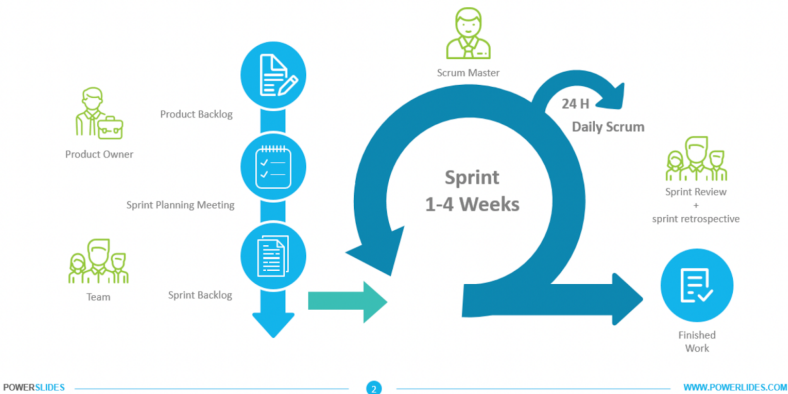 Scrum Master
24 H
Daily Scrum
Product Backlog
Product Owner
Sprint
1-4 Weeks
Sprint Planning Meeting
Sprint Review
+
sprint retrospective
Team
Sprint Backlog
Finished
Work
POWERSLIDES
2
WWW.POWERLIDES.COM